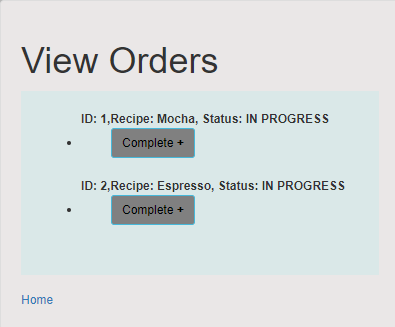 View Orders
ID: 1,Recipe: Mocha, Status: IN PROGRESS
Complete +
ID: 2,Recipe: Espresso, Status: IN PROGRESS
Complete +
Home